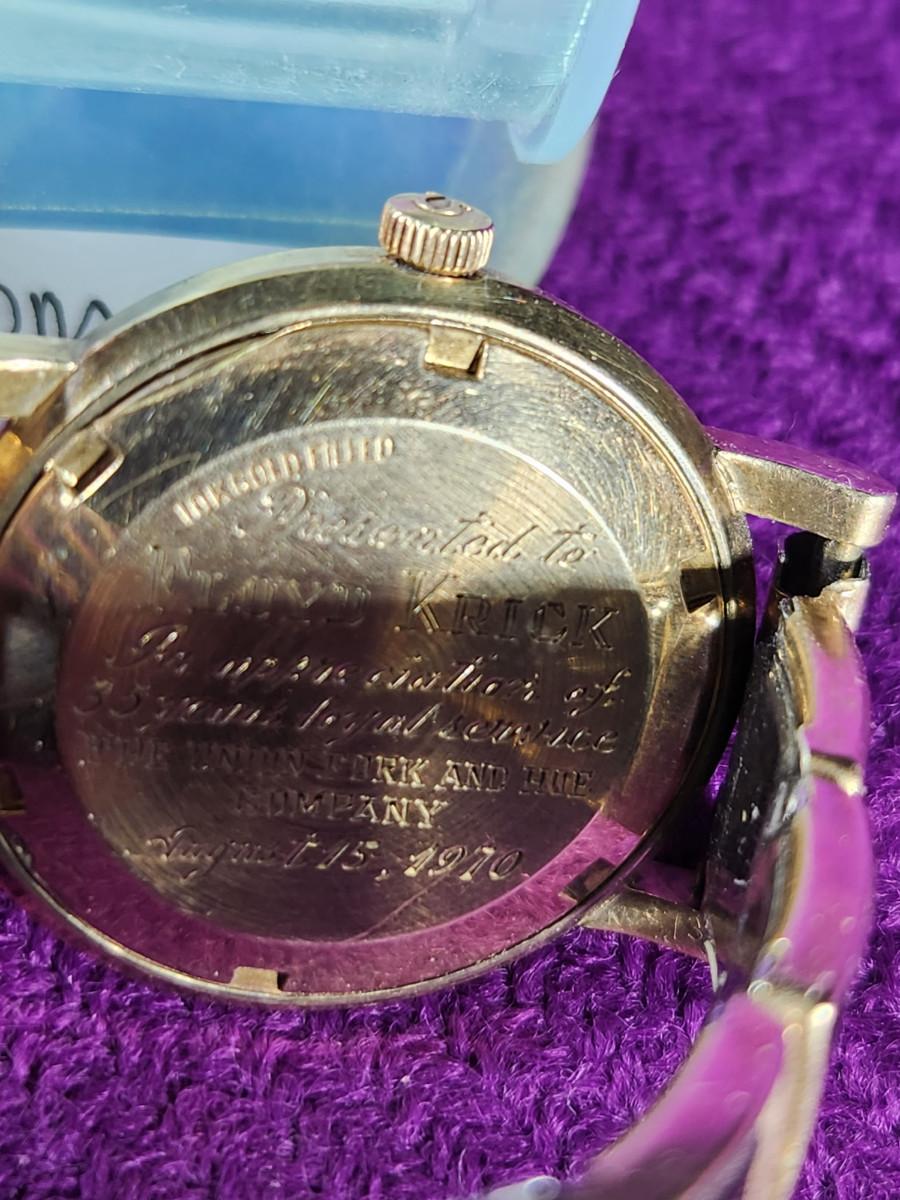 10K GOLD FILLED
Presented to
FLOYD KRICK
In appreciation of
35 years loyal service
THE UNION FORK AND HOE
COMPANY
August 15, 1970